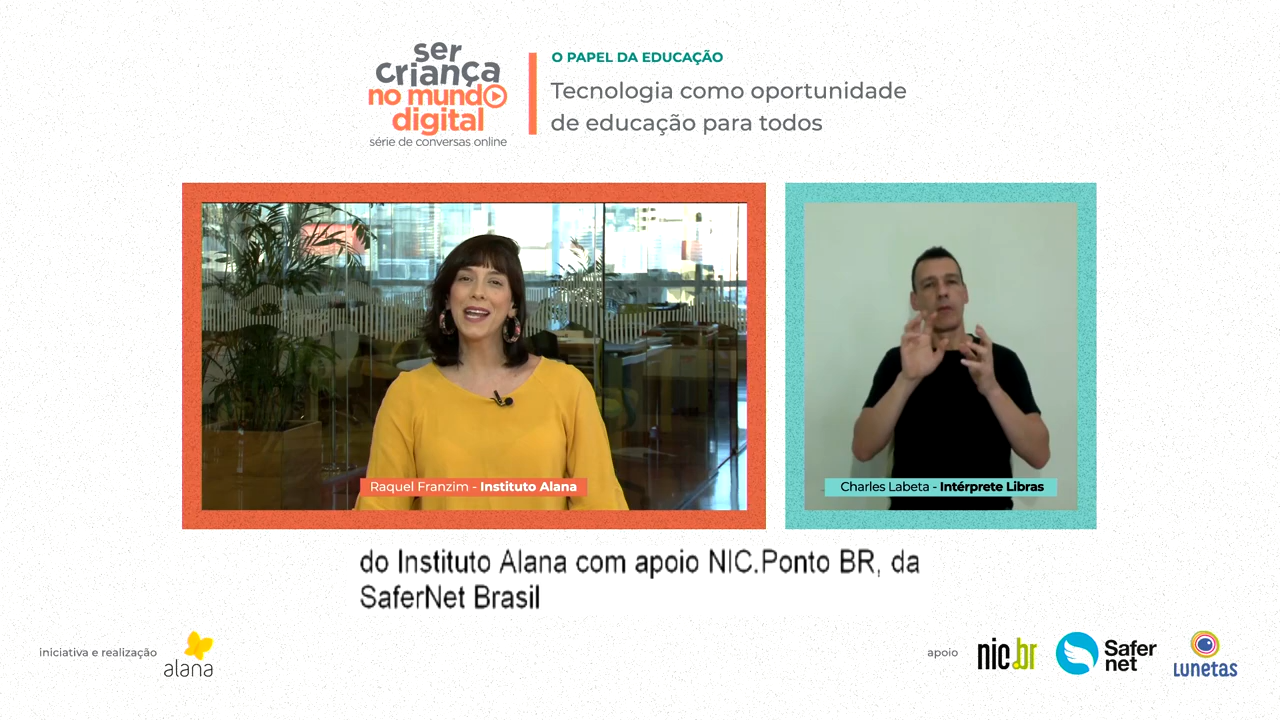 ser
criança
no mundo
digital
série de conversas online
O PAPEL DA EDUCAÇÃO
Tecnologia como oportunidade
de educação para todos
Raquel Franzim - Instituto Alana
Charles Labeta - Intérprete Libras
do Instituto Alana com apoio NIC.Ponto BR, da
SaferNet Brasil
iniciativa e realização
alana
apoio
nic.br
Safer
net
LUNETAS